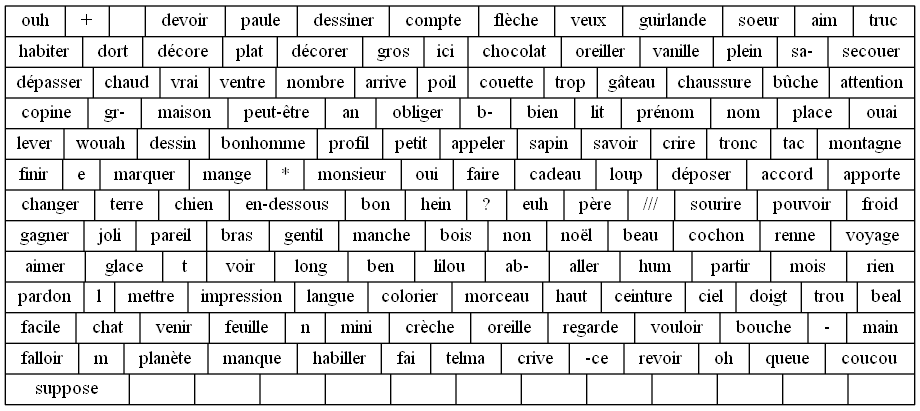 ouh + devoir paule dessiner compte flèche veux guirlande soeur aim truc
habiter dort décore plat décorer gros ici chocolat oreiller vanille plein sa- secouer
dépasser chaud vrai ventre nombre arrive poil couette trop gâteau chaussure bûche attention
copine gr- maison peut-être an obliger b- bien lit prénom nom place ouai
lever wouah dessin bonhomme profil petit appeler sapin savoir crire tronc tac montagne
finir e marquer mange * monsieur oui faire cadeau loup déposer accord apporte
changer terre chien en-dessous bon hein ? euh père /// sourire pouvoir froid
gagner joli pareil bras gentil manche bois non noël beau cochon renne voyage
aimer glace t voir long ben lilou ab- aller hum partir mois rien
pardon l mettre impression langue colorier morceau haut ceinture ciel doigt trou beal
facile chat venir feuille n mini crèche oreille regarde vouloir bouche - main
falloir m planète manque habiller fai telma crive -ce revoir oh queue coucou
suppose